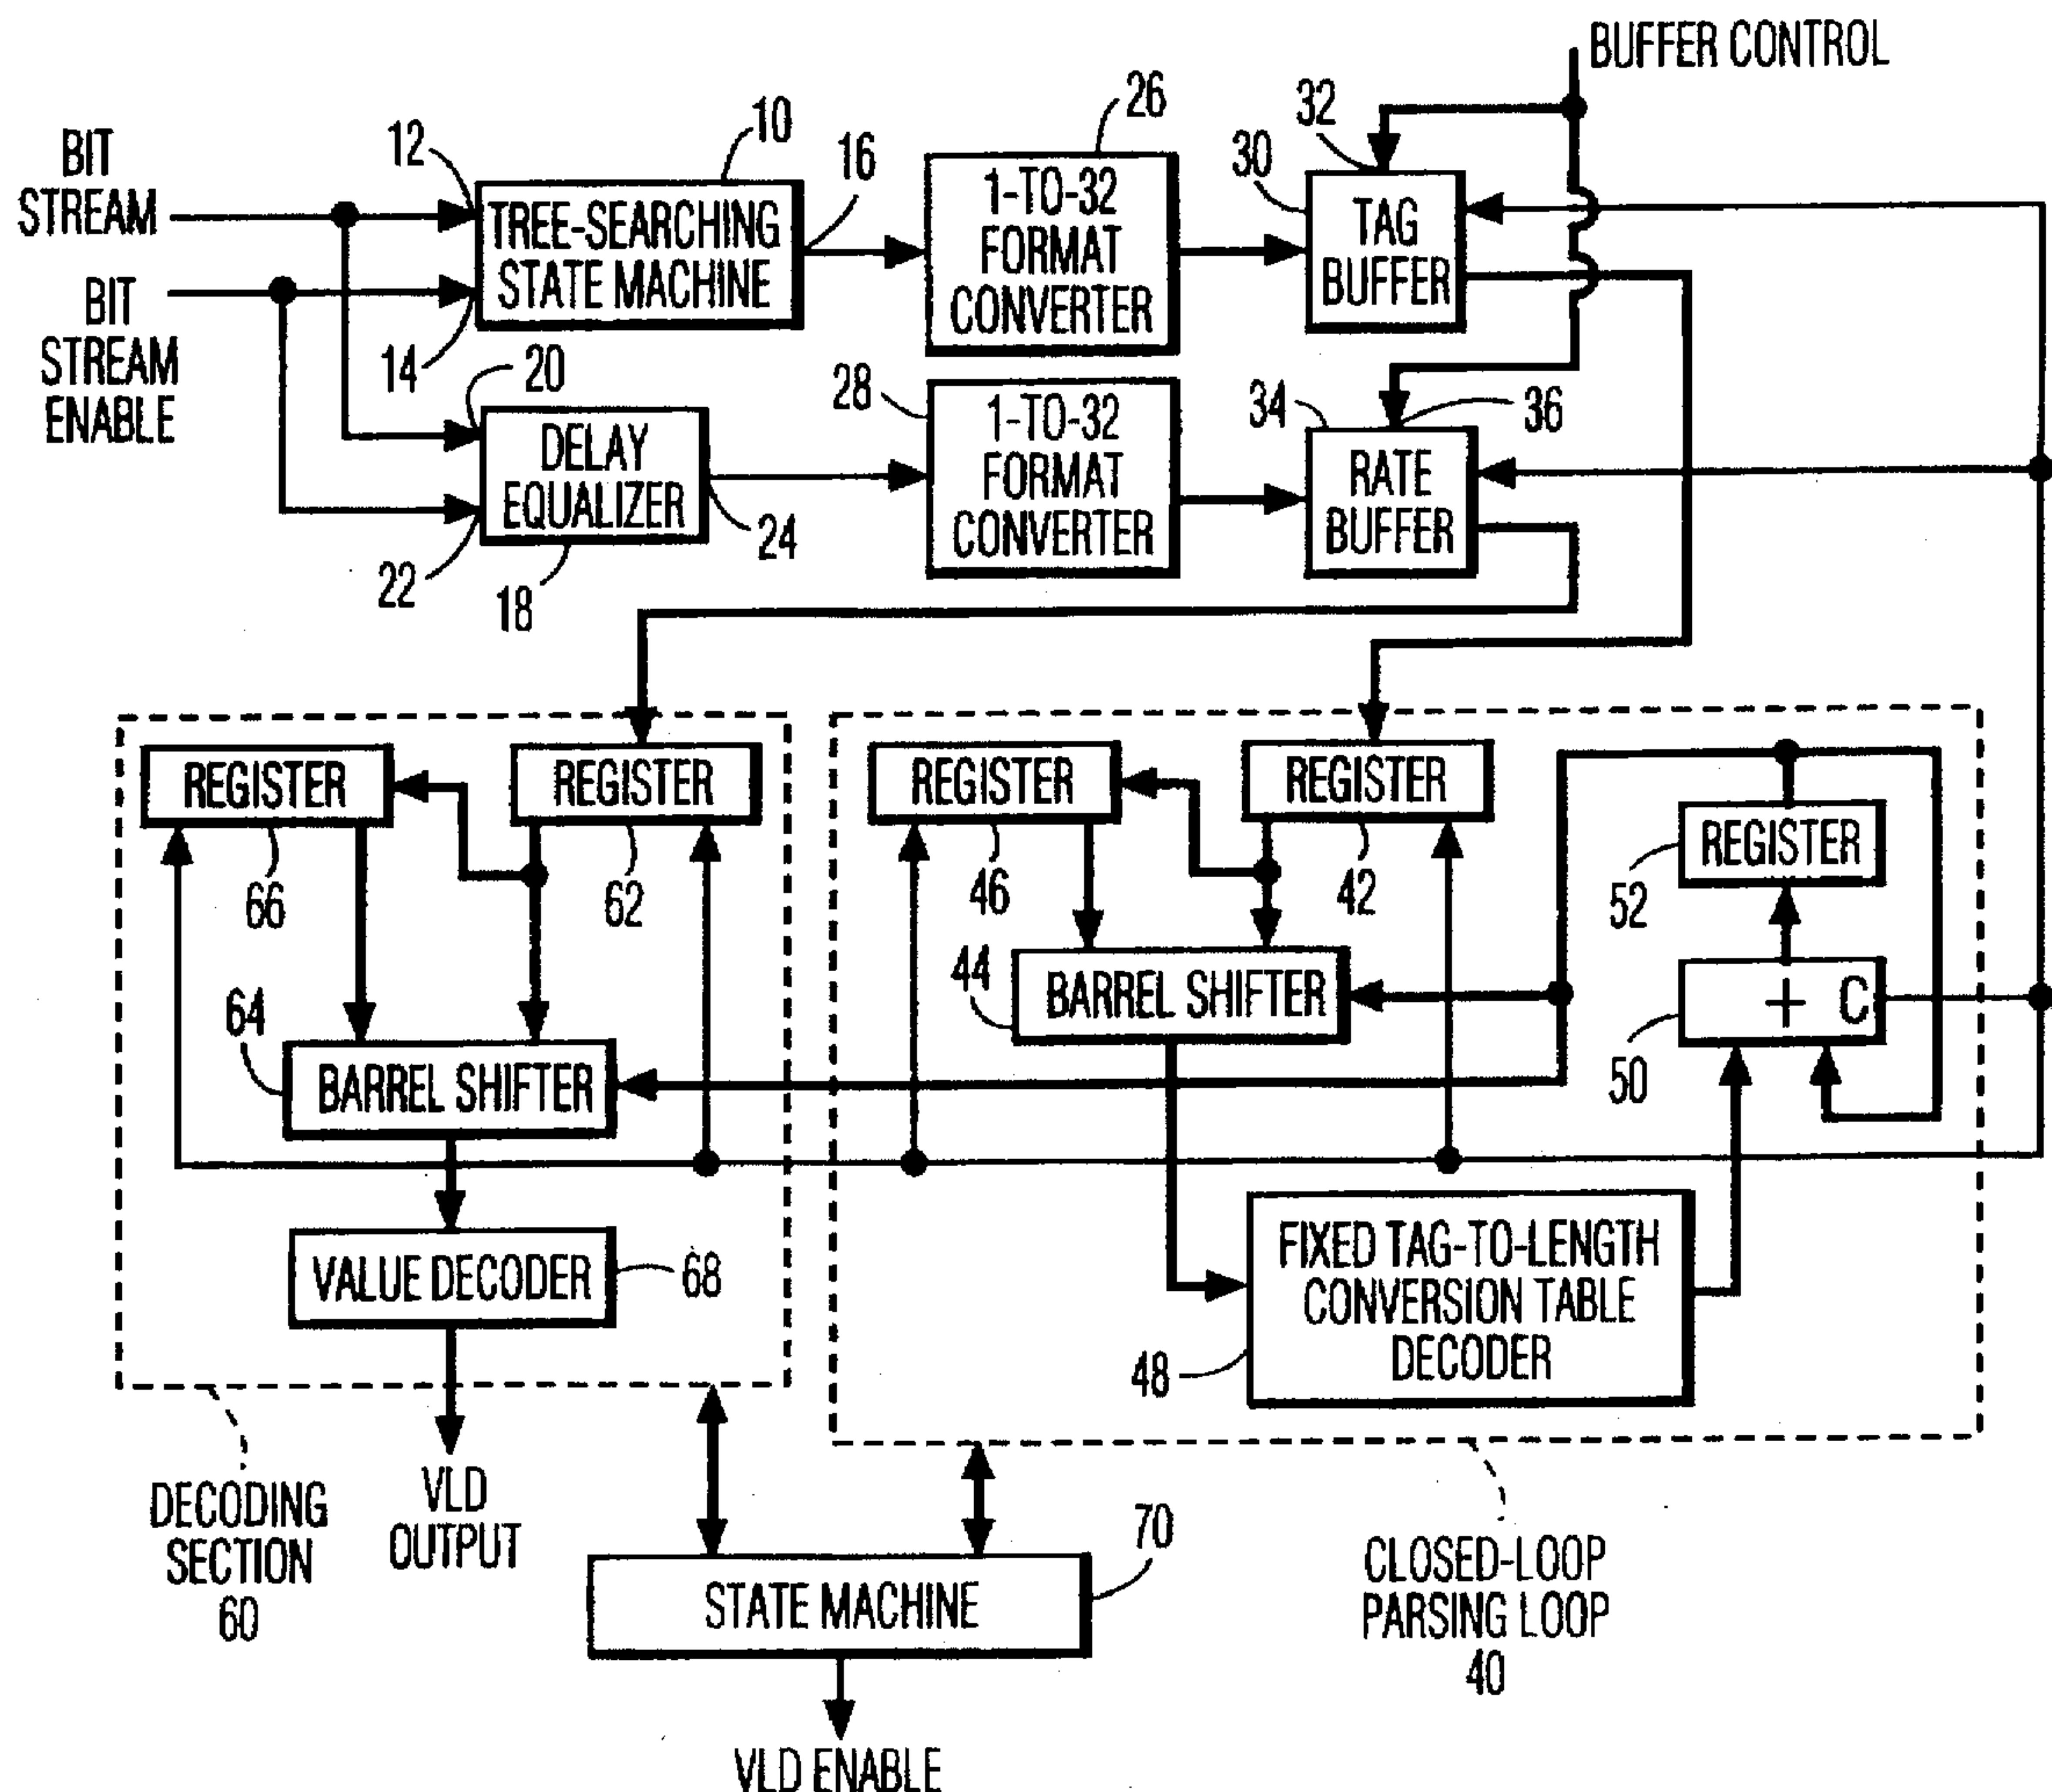 BUFFER CONTROL
BIT
STREAM
12
10
16
26
32
30
TREE-SEARCHING
STATE MACHINE
1-TO-32
FORMAT
CONVERTER
TAG
BUFFER
BIT
STREAM
ENABLE
14
20
DELAY
EQUALIZER
22
18
24
28
1-TO-32
FORMAT
CONVERTER
34
36
RATE
BUFFER
REGISTER
66
REGISTER
62
REGISTER
46
REGISTER
42
REGISTER
52
64
BARREL SHIFTER
44
BARREL SHIFTER
+ C
50
VALUE DECODER
68
FIXED TAG-TO-LENGTH
CONVERSION TABLE
DECODER
48
DECODING
SECTION
60
VLD
OUTPUT
STATE MACHINE
70
CLOSED-LOOP
PARSING LOOP
40
VLD ENABLE